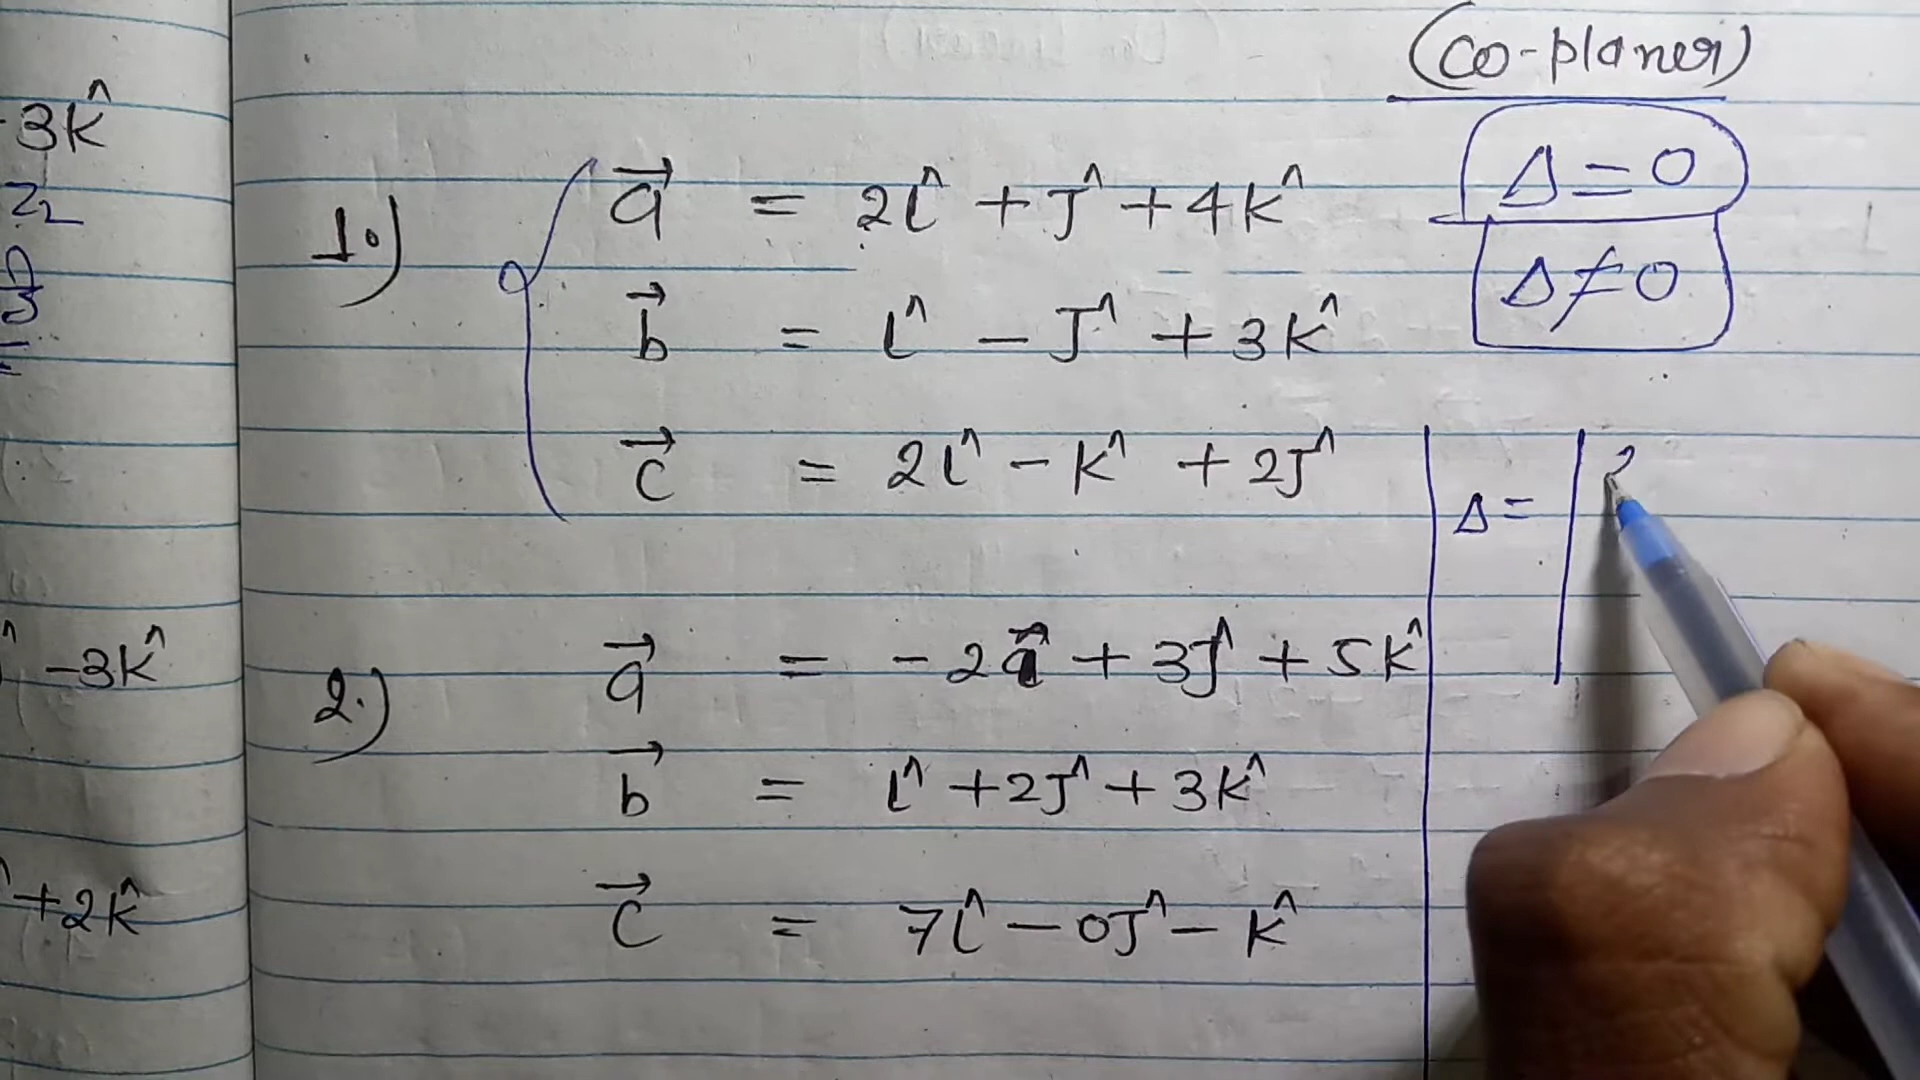 (co-planer)
Δ = 0
Δ ≠ 0
1.) a⃗ = 2î + ĵ + 4k̂
b⃗ = î - ĵ + 3k̂
c⃗ = 2î - k̂ + 2ĵ
Δ = | 2
2.) a⃗ = - 2î + 3ĵ + 5k̂
b⃗ = î + 2ĵ + 3k̂
c⃗ = 7î - 0ĵ - k̂
3k̂
- 3k̂
+ 2k̂